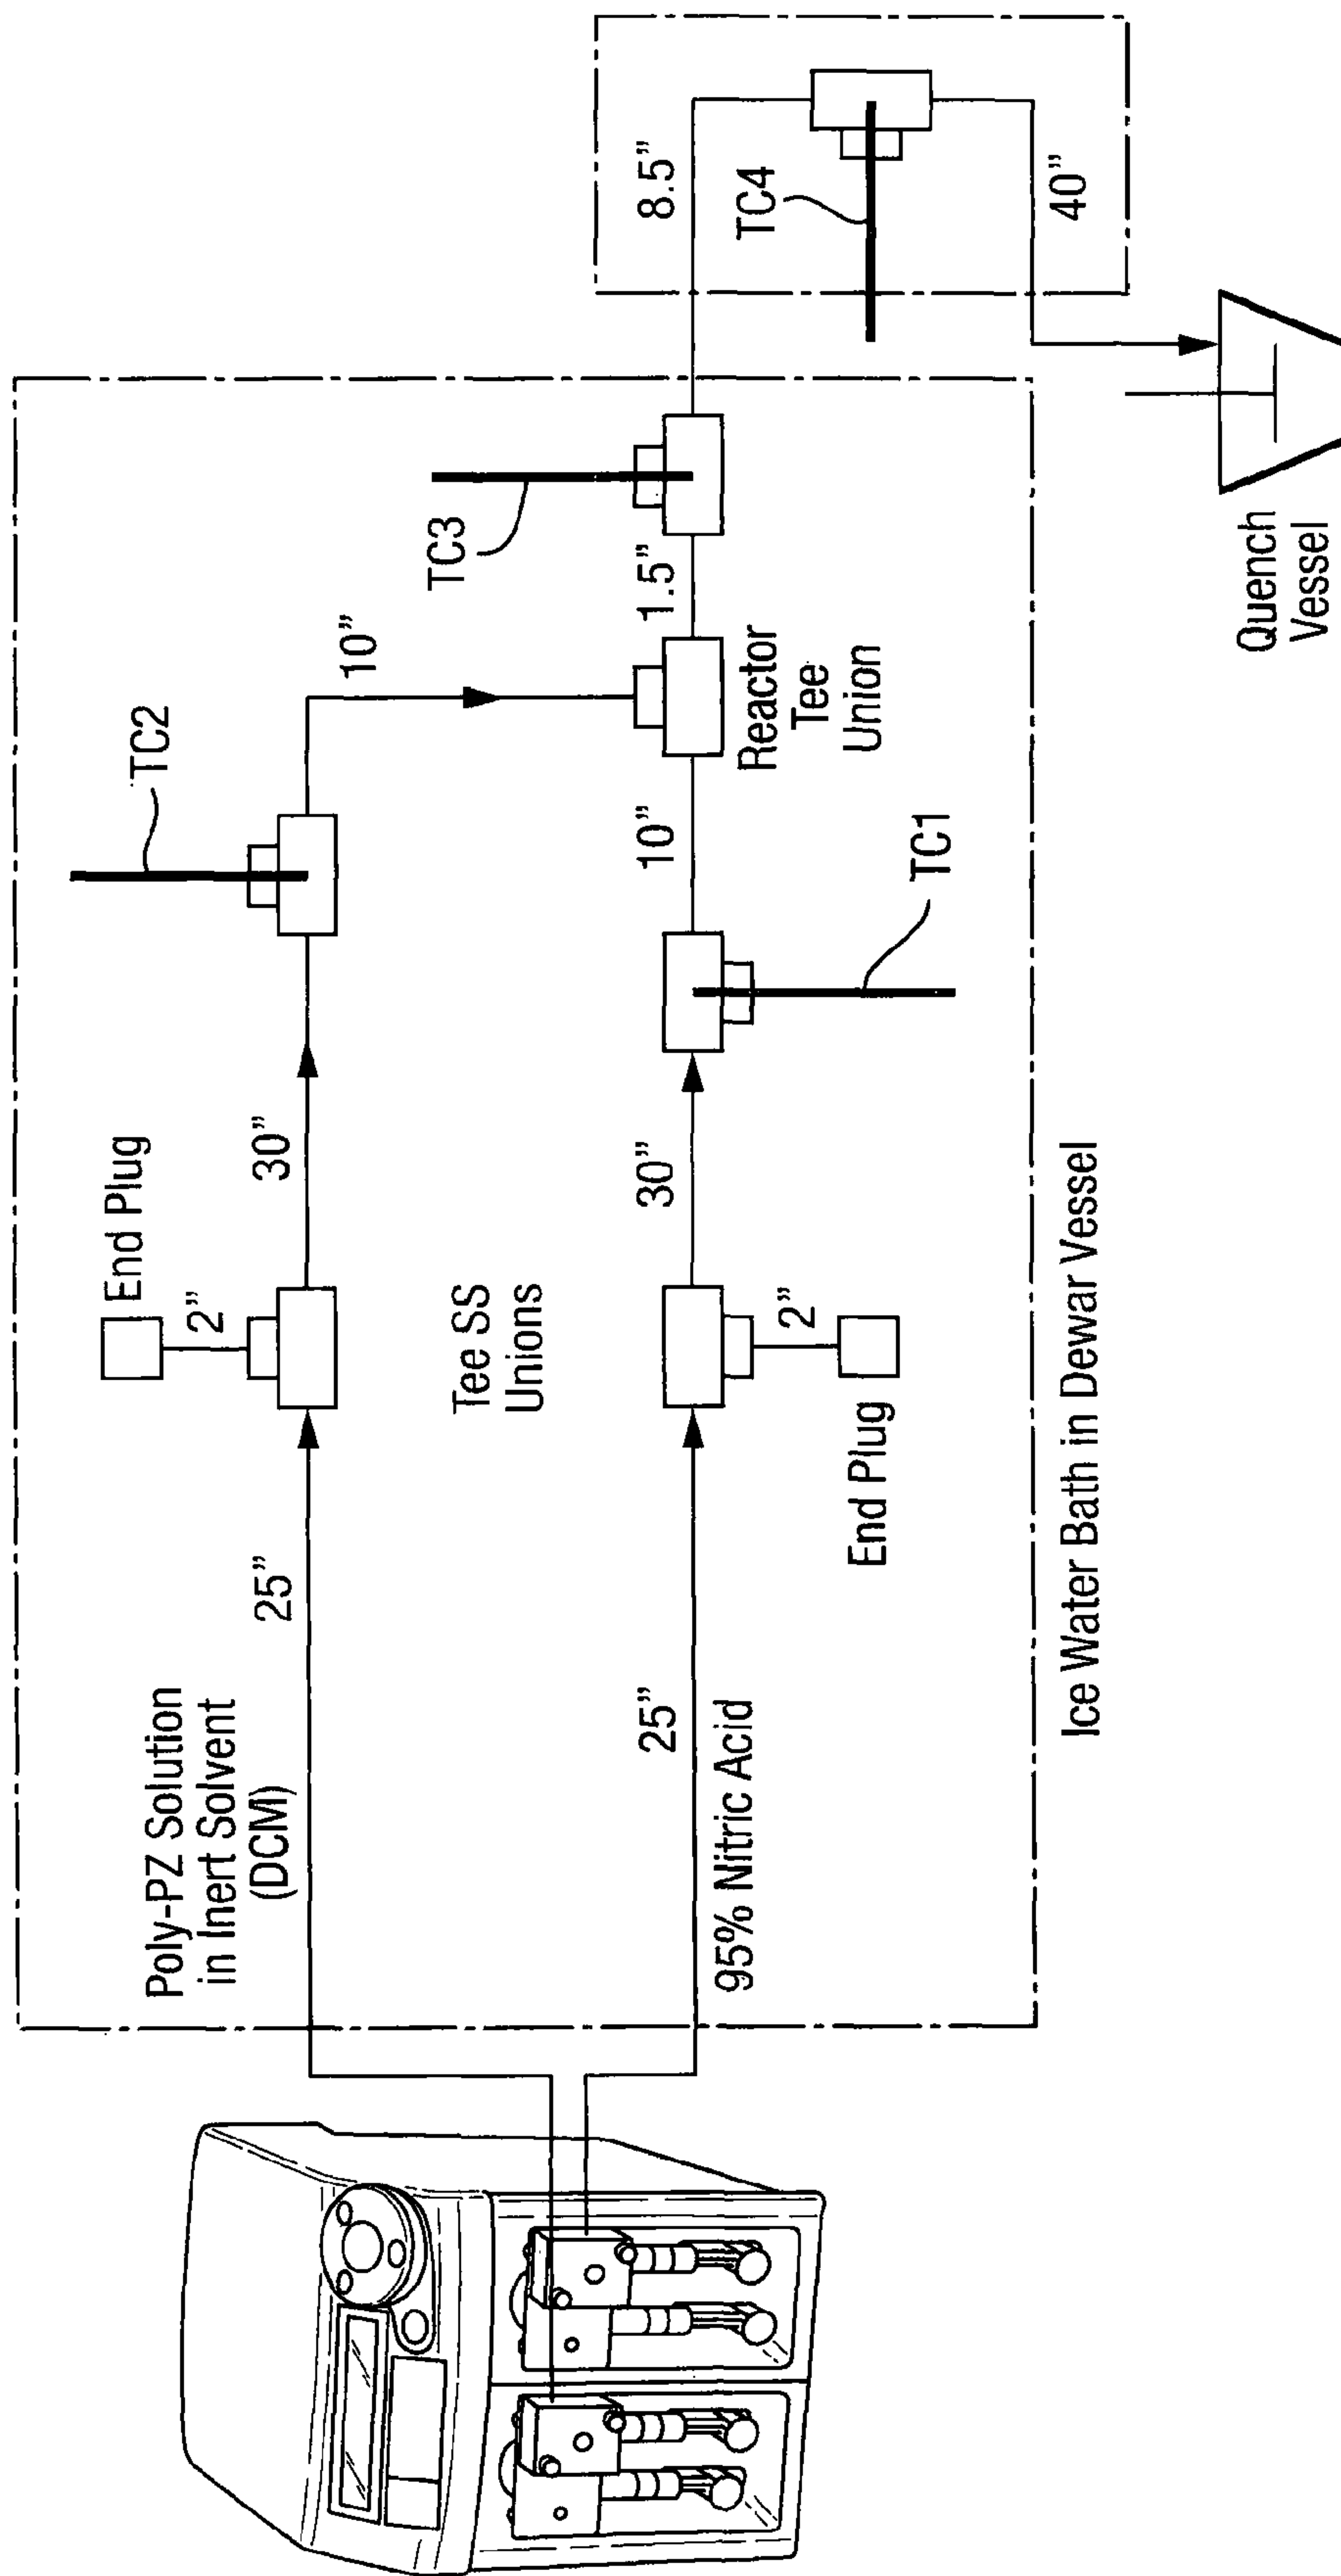 Poly-PZ Solution
in Inert Solvent
(DCM)
25”
End Plug
2”
30”
TC2
10”
Tee SS
Unions
TC3
95% Nitric Acid
25”
End Plug
2”
30”
TC1
10”
Reactor
Tee
Union
1.5”
8.5”
TC4
40”
Ice Water Bath in Dewar Vessel
Quench
Vessel